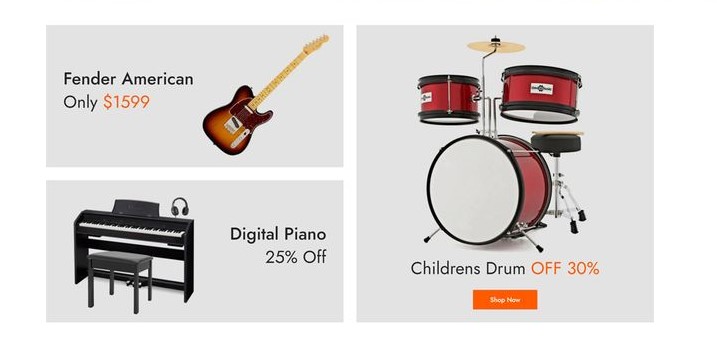 Fender American
Only $1599
Digital Piano
25% Off
Childrens Drum OFF 30%
Shop Now